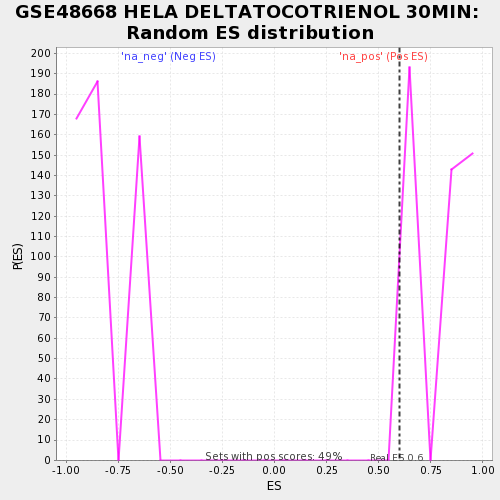 GSE48668 HELA DELTATOCOTRIENOL 30MIN:
Random ES distribution
'na_neg' (Neg ES)
'na_pos' (Pos ES)
200
190
180
170
160
150
140
130
120
110
100
90
80
70
60
50
40
30
20
10
0
P(ES)
Sets with pos scores: 49%
Real ES 0.6
-1.00 -0.75 -0.50 -0.25 0.00 0.25 0.50 0.75 1.00
ES